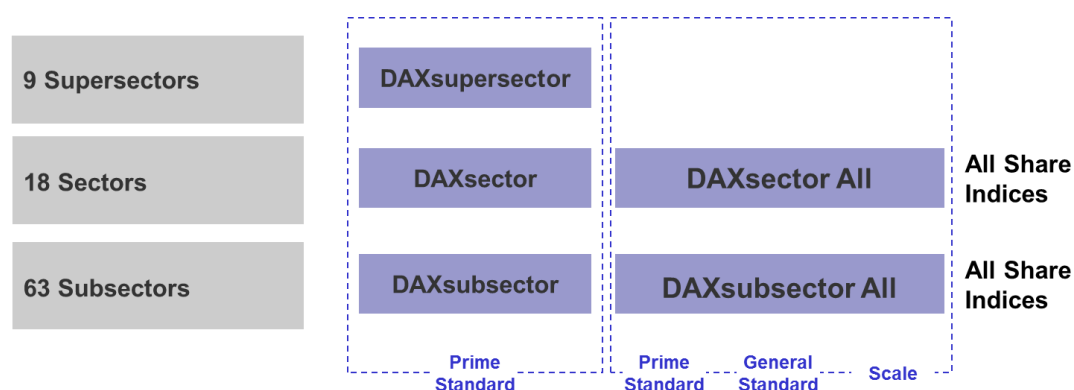 9 Supersectors
DAXsupersector
18 Sectors
DAXsector
DAXsector All
All Share
Indices
63 Subsectors
DAXsubsector
DAXsubsector All
All Share
Indices
Prime
Standard
Prime
Standard
General
Standard
Scale